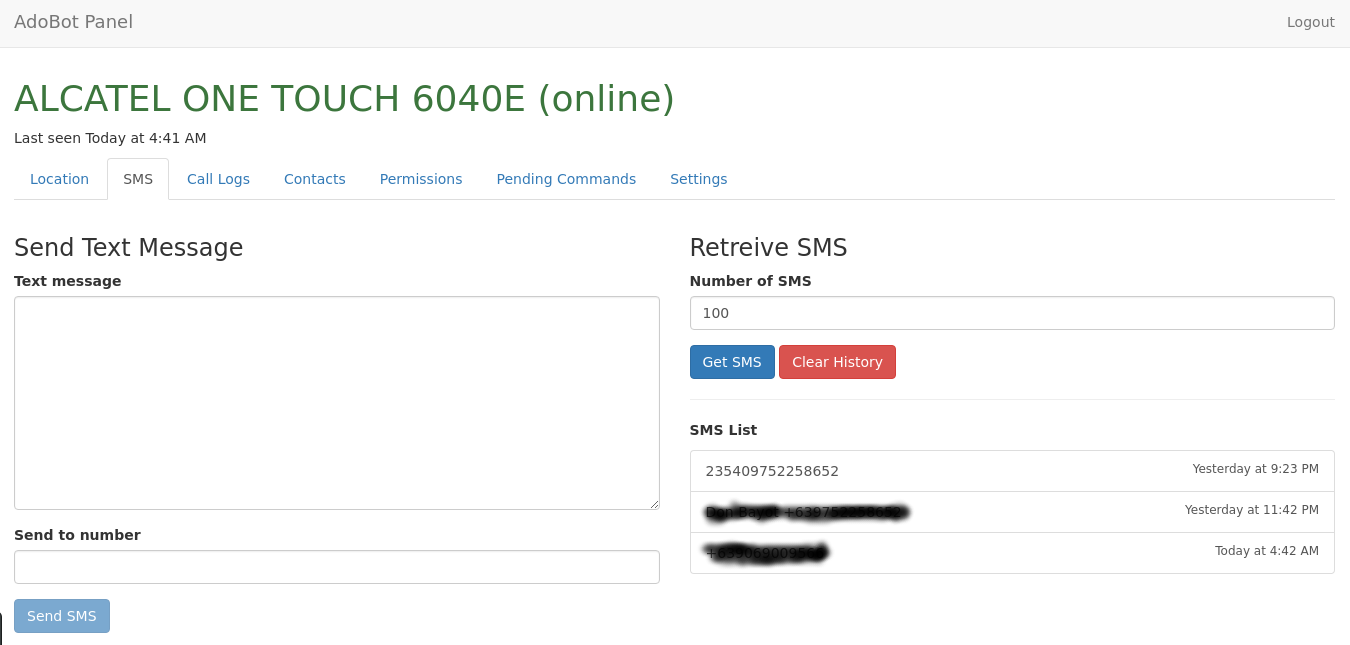 AdoBot Panel
Logout
ALCATEL ONE TOUCH 6040E (online)
Last seen Today at 4:41 AM
Location SMS Call Logs Contacts Permissions Pending Commands Settings
Send Text Message
Text message
Send to number
Send SMS
Retreive SMS
Number of SMS
100
Get SMS Clear History
SMS List
235409752258652 Yesterday at 9:23 PM
Yesterday at 11:42 PM
Today at 4:42 AM